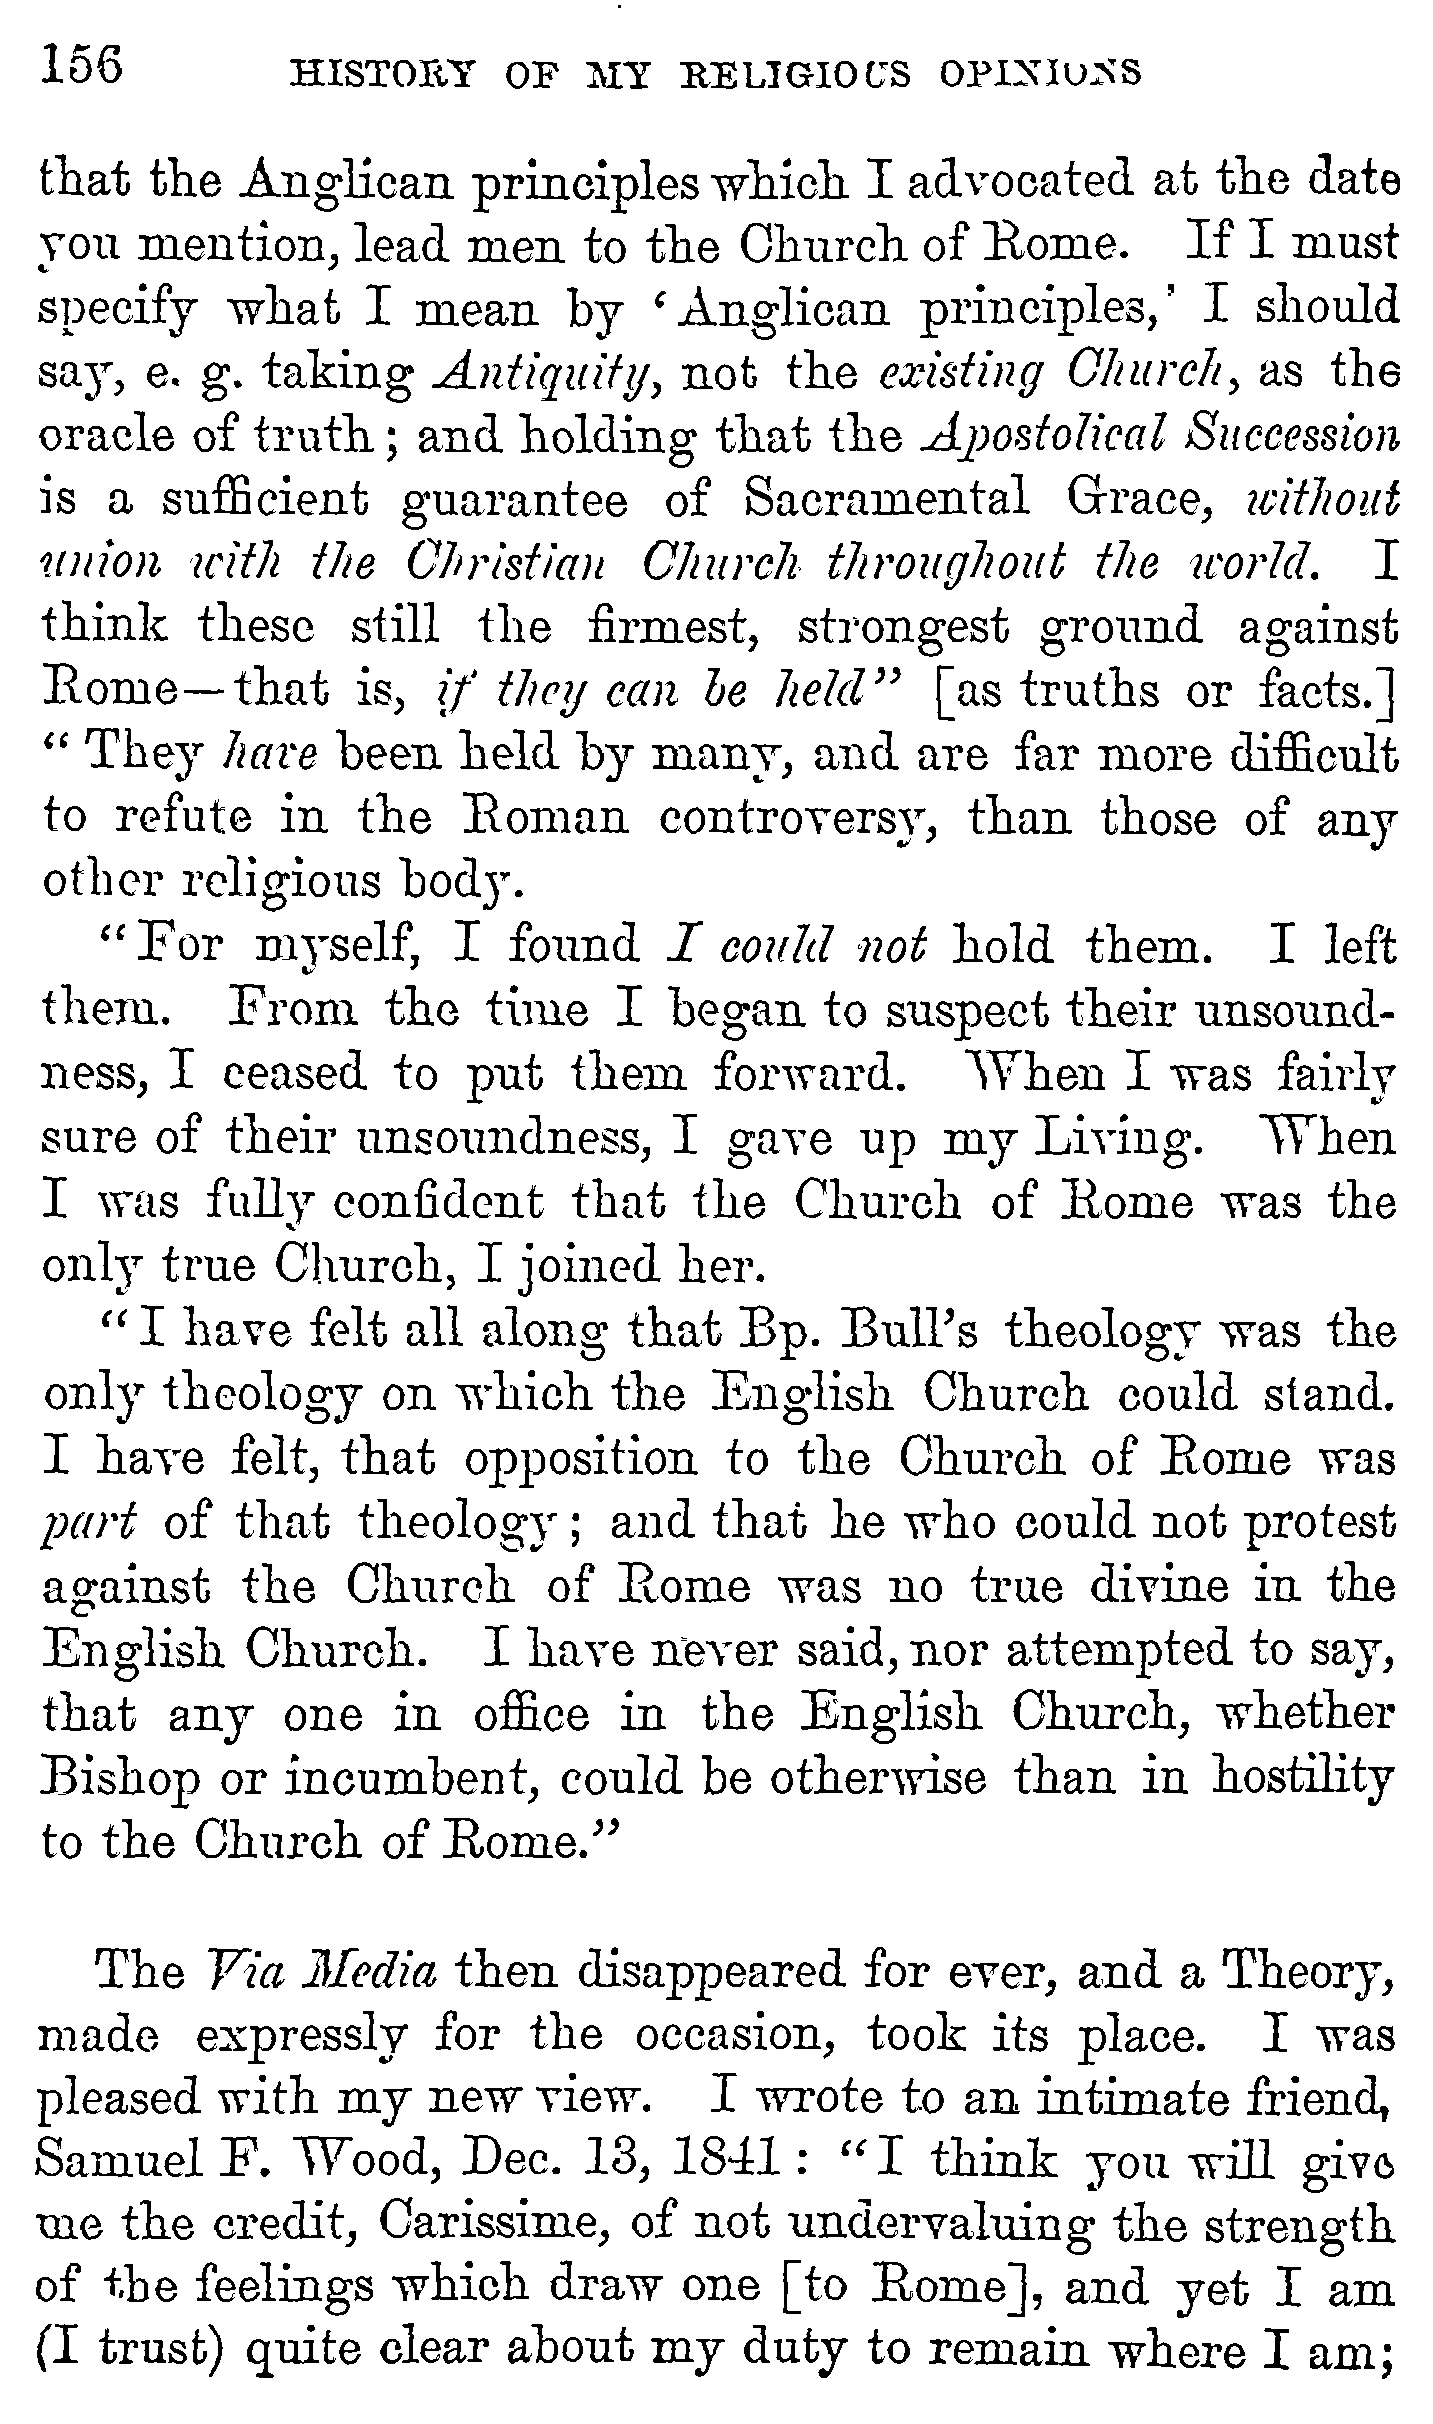 156 HISTORY OF MY RELIGIOUS OPINIONS
that the Anglican principles which I advocated at the date
you mention, lead men to the Church of Rome. If I must
specify what I mean by ‘Anglican principles,’ I should
say, e. g. taking Antiquity, not the existing Church, as the
oracle of truth; and holding that the Apostolical Succession
is a sufficient guarantee of Sacramental Grace, without
union with the Christian Church throughout the world. I
think these still the firmest, strongest ground against
Rome—that is, if they can be held” [as truths or facts.]
“They have been held by many, and are far more difficult
to refute in the Roman controversy, than those of any
other religious body.
“For myself, I found I could not hold them. I left
them. From the time I began to suspect their unsound-
ness, I ceased to put them forward. When I was fairly
sure of their unsoundness, I gave up my Living. When
I was fully confident that the Church of Rome was the
only true Church, I joined her.
“I have felt all along that Bp. Bull’s theology was the
only theology on which the English Church could stand.
I have felt, that opposition to the Church of Rome was
part of that theology; and that he who could not protest
against the Church of Rome was no true divine in the
English Church. I have never said, nor attempted to say,
that any one in office in the English Church, whether
Bishop or incumbent, could be otherwise than in hostility
to the Church of Rome.”
The Via Media then disappeared for ever, and a Theory,
made expressly for the occasion, took its place. I was
pleased with my new view. I wrote to an intimate friend,
Samuel F. Wood, Dec. 13, 1841: “I think you will give
me the credit, Carissime, of not undervaluing the strength
of the feelings which draw one [to Rome], and yet I am
(I trust) quite clear about my duty to remain where I am;